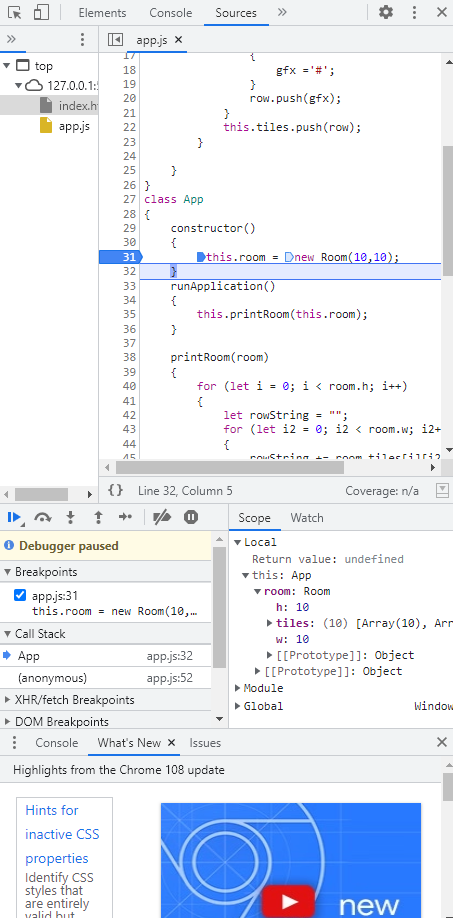 Elements Console Sources »
» app.js ×
top
127.0.0.1:
index.h
app.js
17 {
18 gfx ='#';
19 }
20 row.push(gfx);
21 }
22 this.tiles.push(row);
23 }
24
25 }
26 }
27 class App
28 {
29 constructor()
30 {
31 this.room = new Room(10,10);
32 }
33 runApplication()
34 {
35 this.printRoom(this.room);
36 }
37
38 printRoom(room)
39 {
40 for (let i = 0; i < room.h; i++)
41 {
42 let rowString = "";
43 for (let i2 = 0; i2 < room.w; i2+
44 {
45 rowString += room.tiles[i][i2
{} Line 32, Column 5 Coverage: n/a
Debugger paused
Breakpoints
app.js:31
this.room = new Room(10,…
Call Stack
App app.js:32
(anonymous) app.js:52
XHR/fetch Breakpoints
DOM Breakpoints
Scope Watch
Local
Return value: undefined
this: App
room: Room
h: 10
tiles: (10) [Array(10), Arr
w: 10
[[Prototype]]: Object
[[Prototype]]: Object
Module
Global Window
Console What's New × Issues
Highlights from the Chrome 108 update
Hints for
inactive CSS
properties
Identify CSS
styles that
are entirely
valid but
new